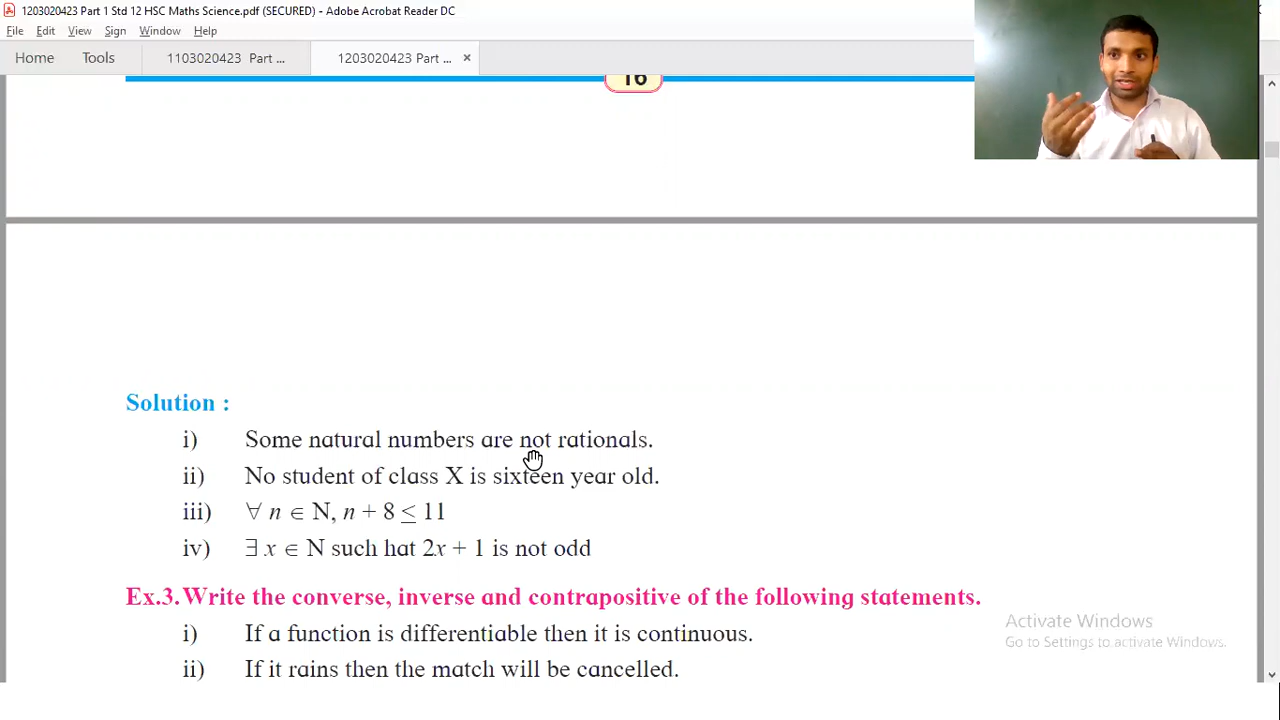 1203020423 Part 1 Std 12 HSC Maths Science.pdf (SECURED) - Adobe Acrobat Reader DC
File Edit View Sign Window Help
Home Tools 1103020423 Part ... 1203020423 Part ... ×
16
Solution :
i) Some natural numbers are not rationals.
ii) No student of class X is sixteen year old.
iii) ∀ n ∈ N, n + 8 ≤ 11
iv) ∃ x ∈ N such hat 2x + 1 is not odd
Ex.3. Write the converse, inverse and contrapositive of the following statements.
i) If a function is differentiable then it is continuous.
ii) If it rains then the match will be cancelled.
Activate Windows
Go to Settings to activate Windows.